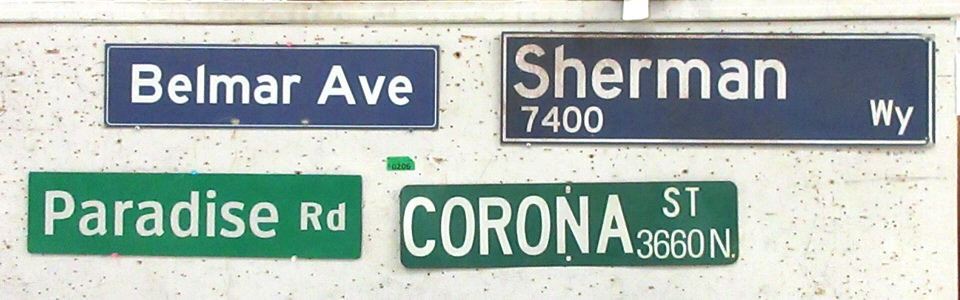 Belmar Ave
Sherman
7400 Wy
Paradise Rd
CORONA ST
3660 N.